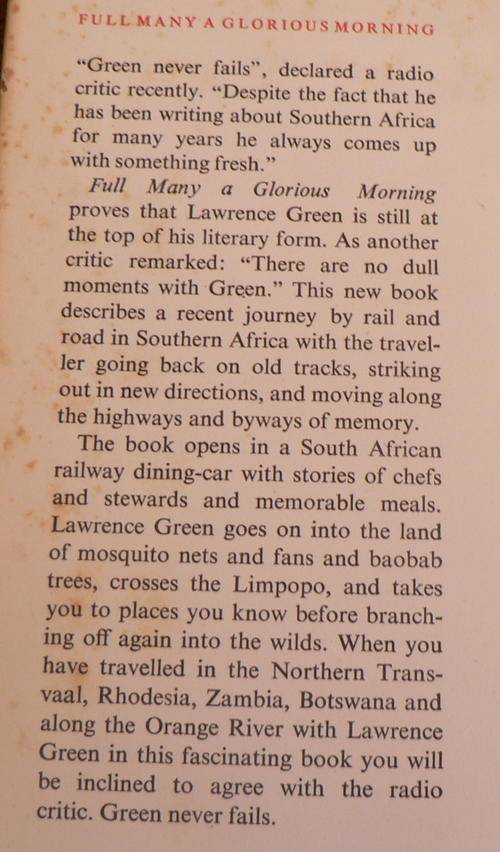 FULL MANY A GLORIOUS MORNING
“Green never fails”, declared a radio
critic recently. “Despite the fact that he
has been writing about Southern Africa
for many years he always comes up
with something fresh.”
Full Many a Glorious Morning
proves that Lawrence Green is still at
the top of his literary form. As another
critic remarked: “There are no dull
moments with Green.” This new book
describes a recent journey by rail and
road in Southern Africa with the travel-
ler going back on old tracks, striking
out in new directions, and moving along
the highways and byways of memory.
The book opens in a South African
railway dining-car with stories of chefs
and stewards and memorable meals.
Lawrence Green goes on into the land
of mosquito nets and fans and baobab
trees, crosses the Limpopo, and takes
you to places you know before branch-
ing off again into the wilds. When you
have travelled in the Northern Trans-
vaal, Rhodesia, Zambia, Botswana and
along the Orange River with Lawrence
Green in this fascinating book you will
be inclined to agree with the radio
critic. Green never fails.